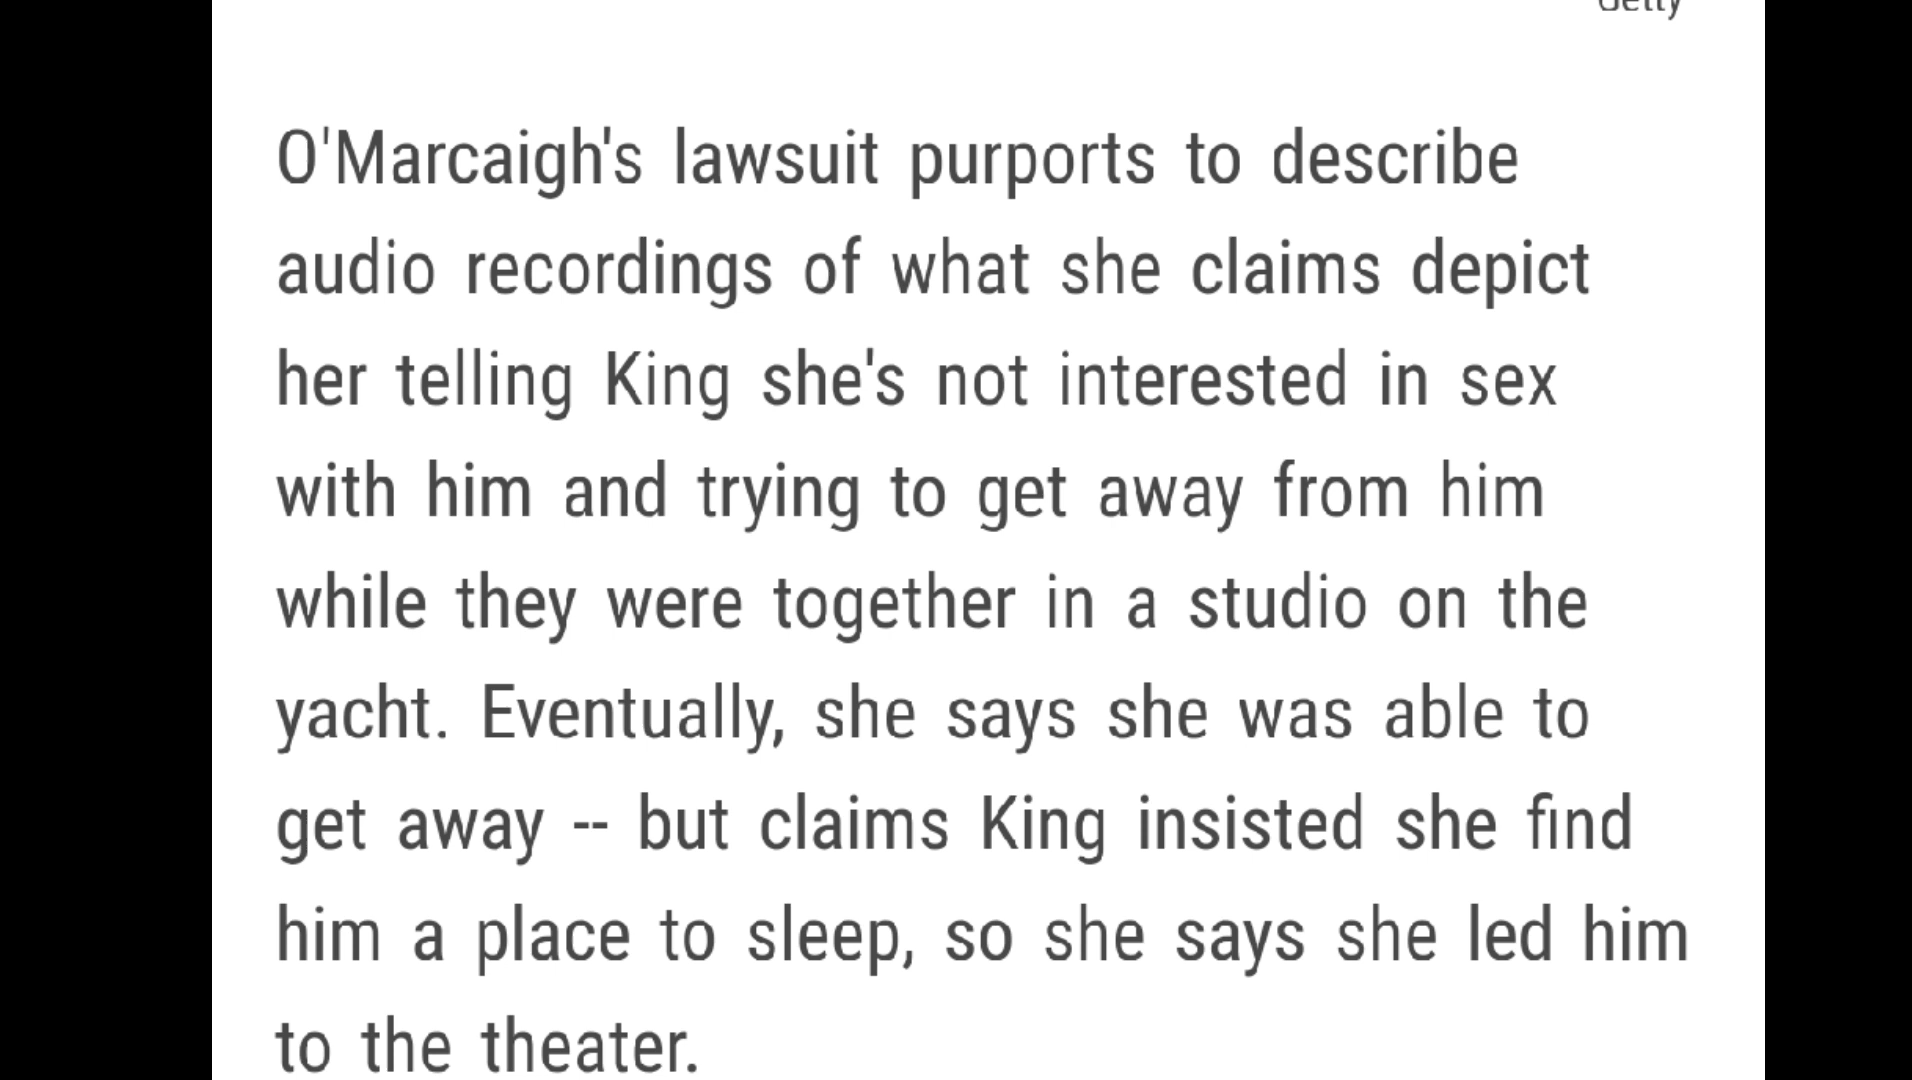 Getty
O'Marcaigh's lawsuit purports to describe
audio recordings of what she claims depict
her telling King she's not interested in sex
with him and trying to get away from him
while they were together in a studio on the
yacht. Eventually, she says she was able to
get away -- but claims King insisted she find
him a place to sleep, so she says she led him
to the theater.